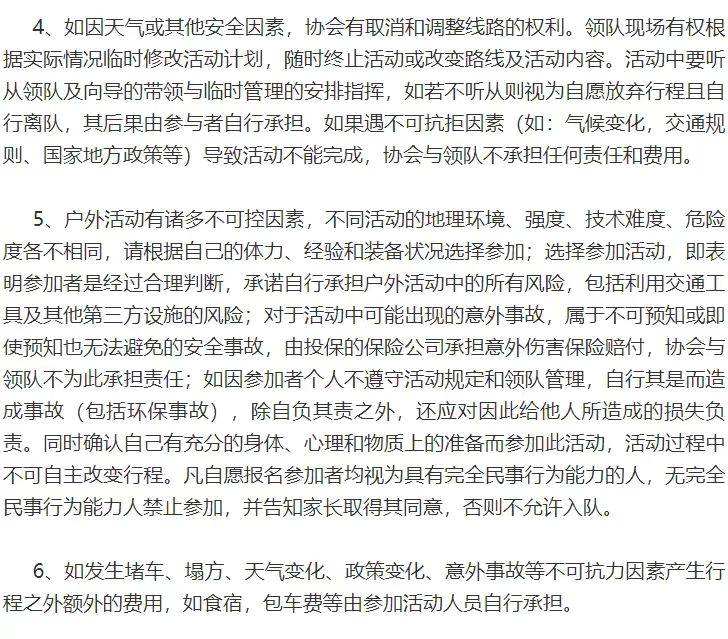 4、如因天气或其他安全因素，协会有取消和调整线路的权利。领队现场有权根
据实际情况临时修改活动计划，随时终止活动或改变路线及活动内容。活动中要听
从领队及向导的带领与临时管理的安排指挥，如若不听从则视为自愿放弃行程且自
行离队，其后果由参与者自行承担。如果遇不可抗拒因素（如：气候变化，交通规
则、国家地方政策等）导致活动不能完成，协会与领队不承担任何责任和费用。
5、户外活动有诸多不可控因素，不同活动的地理环境、强度、技术难度、危险
度各不相同，请根据自己的体力、经验和装备状况选择参加；选择参加活动，即表
明参加者是经过合理判断，承诺自行承担户外活动中的所有风险，包括利用交通工
具及其他第三方设施的风险；对于活动中可能出现的意外事故，属于不可预知或即
使预知也无法避免的安全事故，由投保的保险公司承担意外伤害保险赔付，协会与
领队不为此承担责任；如因参加者个人不遵守活动规定和领队管理，自行其是而造
成事故（包括环保事故），除自负其责之外，还应对因此给他人所造成的损失负
责。同时确认自己有充分的身体、心理和物质上的准备而参加此活动，活动过程中
不可自主改变行程。凡自愿报名参加者均视为具有完全民事行为能力的人，无完全
民事行为能力人禁止参加，并告知家长取得其同意，否则不允许入队。
6、如发生堵车、塌方、天气变化、政策变化、意外事故等不可抗力因素产生行
程之外额外的费用，如食宿，包车费等由参加活动人员自行承担。